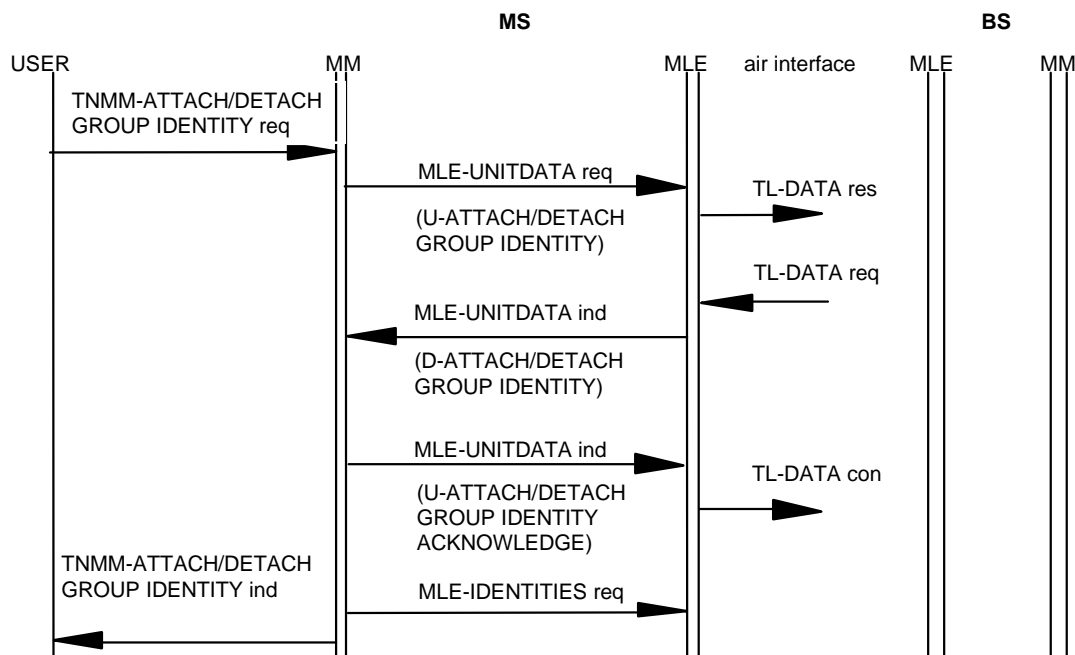 MS
BS
USER
MM
MLE
air interface
MLE
MM
TNMM-ATTACH/DETACH
GROUP IDENTITY req
MLE-UNITDATA req
TL-DATA res
(U-ATTACH/DETACH
GROUP IDENTITY)
TL-DATA req
MLE-UNITDATA ind
(D-ATTACH/DETACH
GROUP IDENTITY)
MLE-UNITDATA ind
TL-DATA con
(U-ATTACH/DETACH
GROUP IDENTITY
ACKNOWLEDGE)
TNMM-ATTACH/DETACH
GROUP IDENTITY ind
MLE-IDENTITIES req